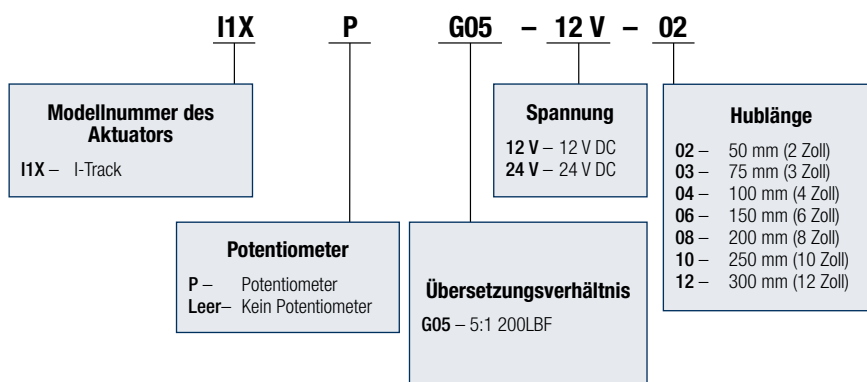 I1X P G05 – 12 V – 02
Modellnummer des
Aktuators
I1X – I-Track
Spannung
12 V – 12 V DC
24 V – 24 V DC
Hublänge
02 – 50 mm (2 Zoll)
03 – 75 mm (3 Zoll)
04 – 100 mm (4 Zoll)
06 – 150 mm (6 Zoll)
08 – 200 mm (8 Zoll)
10 – 250 mm (10 Zoll)
12 – 300 mm (12 Zoll)
Potentiometer
P – Potentiometer
Leer– Kein Potentiometer
Übersetzungsverhältnis
G05 – 5:1 200LBF